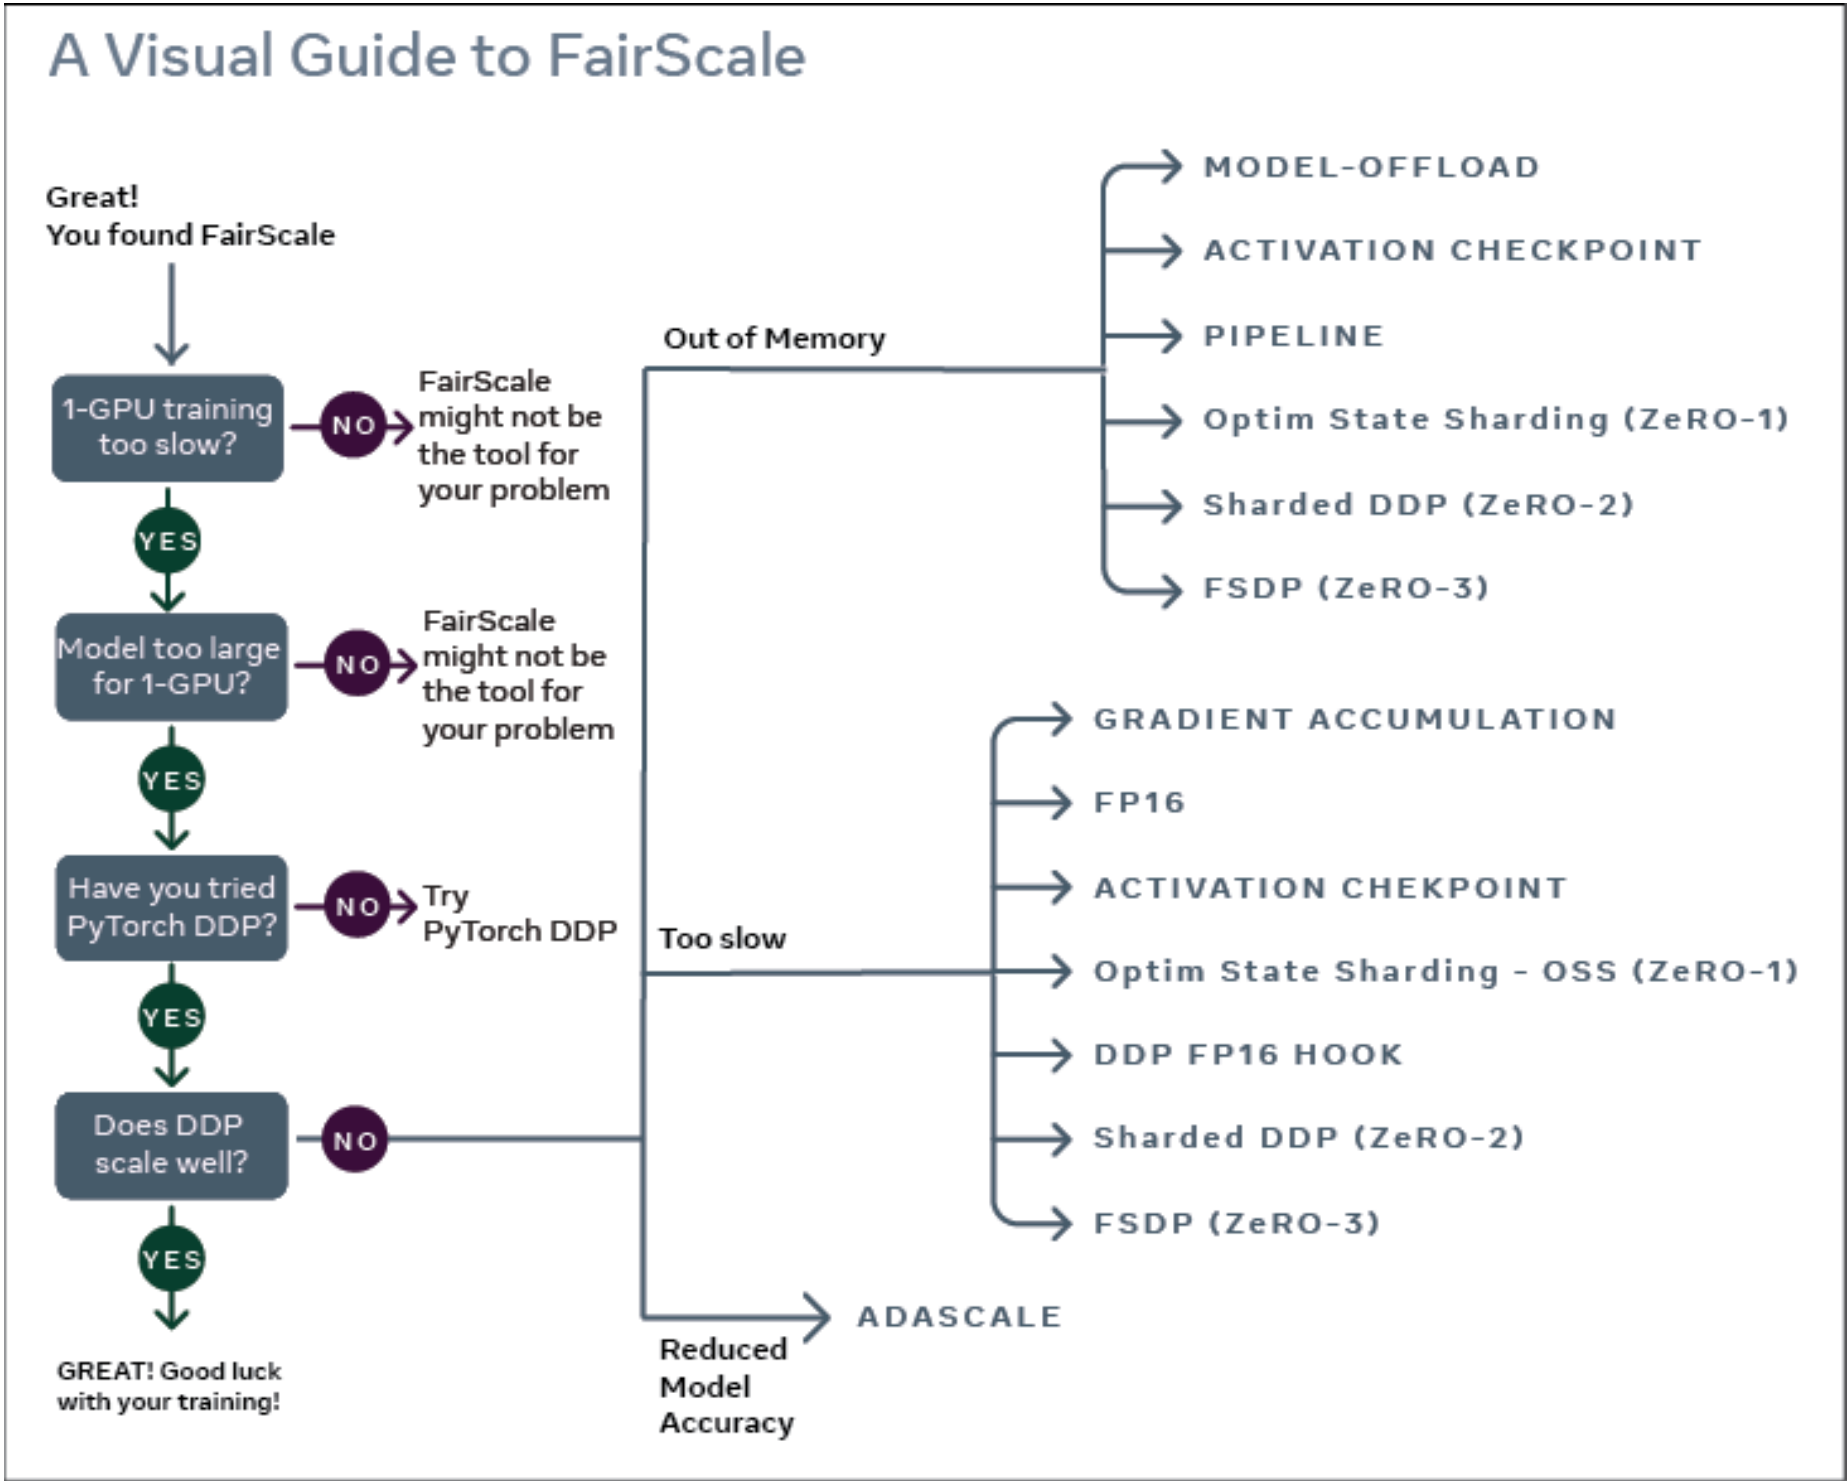 A Visual Guide to FairScale
Great!
You found FairScale
1-GPU training
too slow?
NO
FairScale
might not be
the tool for
your problem
YES
Model too large
for 1-GPU?
NO
FairScale
might not be
the tool for
your problem
YES
Have you tried
PyTorch DDP?
NO
Try
PyTorch DDP
YES
Does DDP
scale well?
NO
YES
GREAT! Good luck
with your training!
Out of Memory
MODEL-OFFLOAD
ACTIVATION CHECKPOINT
PIPELINE
Optim State Sharding (ZeRO-1)
Sharded DDP (ZeRO-2)
FSDP (ZeRO-3)
Too slow
GRADIENT ACCUMULATION
FP16
ACTIVATION CHEKPOINT
Optim State Sharding - OSS (ZeRO-1)
DDP FP16 HOOK
Sharded DDP (ZeRO-2)
FSDP (ZeRO-3)
Reduced
Model
Accuracy
ADASCALE